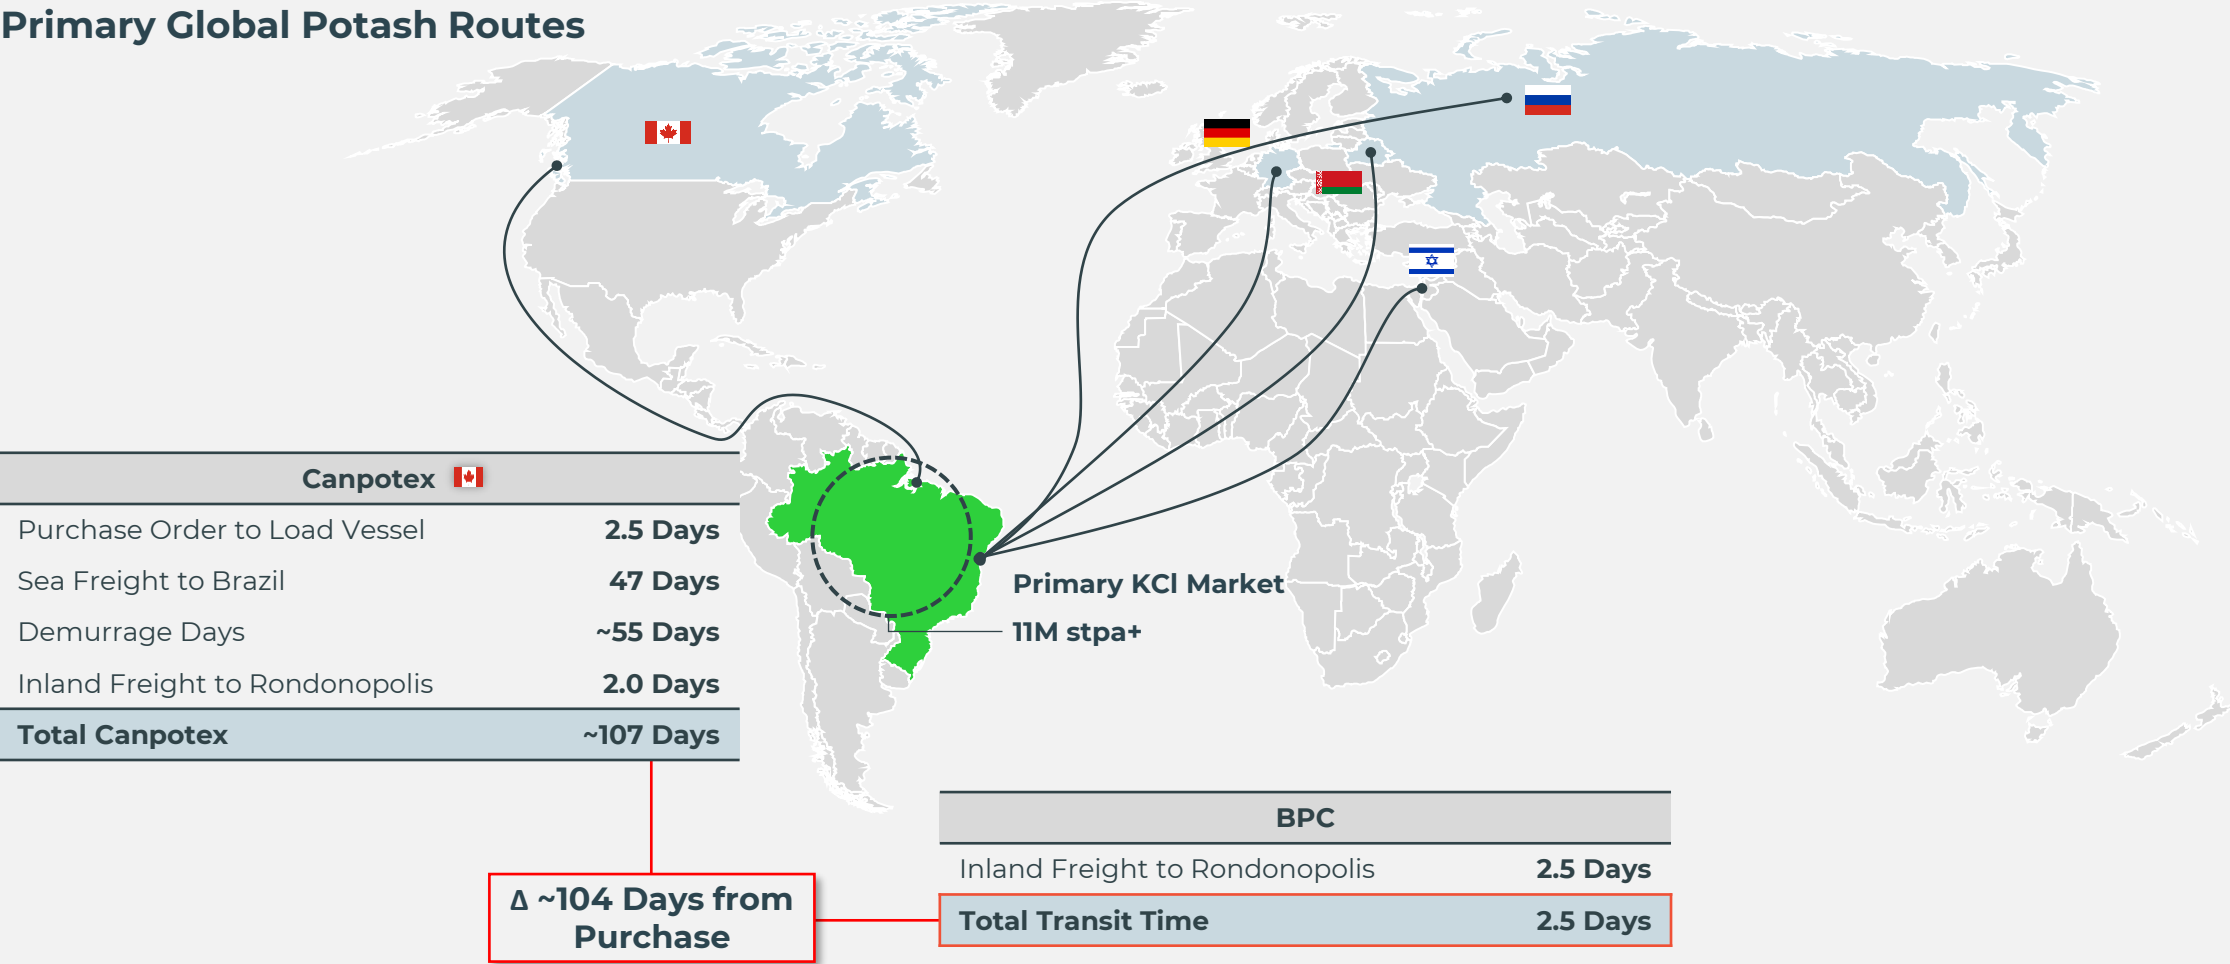 Primary Global Potash Routes
Canpotex
Purchase Order to Load Vessel 2.5 Days
Sea Freight to Brazil 47 Days
Demurrage Days ~55 Days
Inland Freight to Rondonopolis 2.0 Days
Total Canpotex ~107 Days
Primary KCl Market
11M stpa+
BPC
Inland Freight to Rondonopolis 2.5 Days
Total Transit Time 2.5 Days
Δ ~104 Days from
Purchase